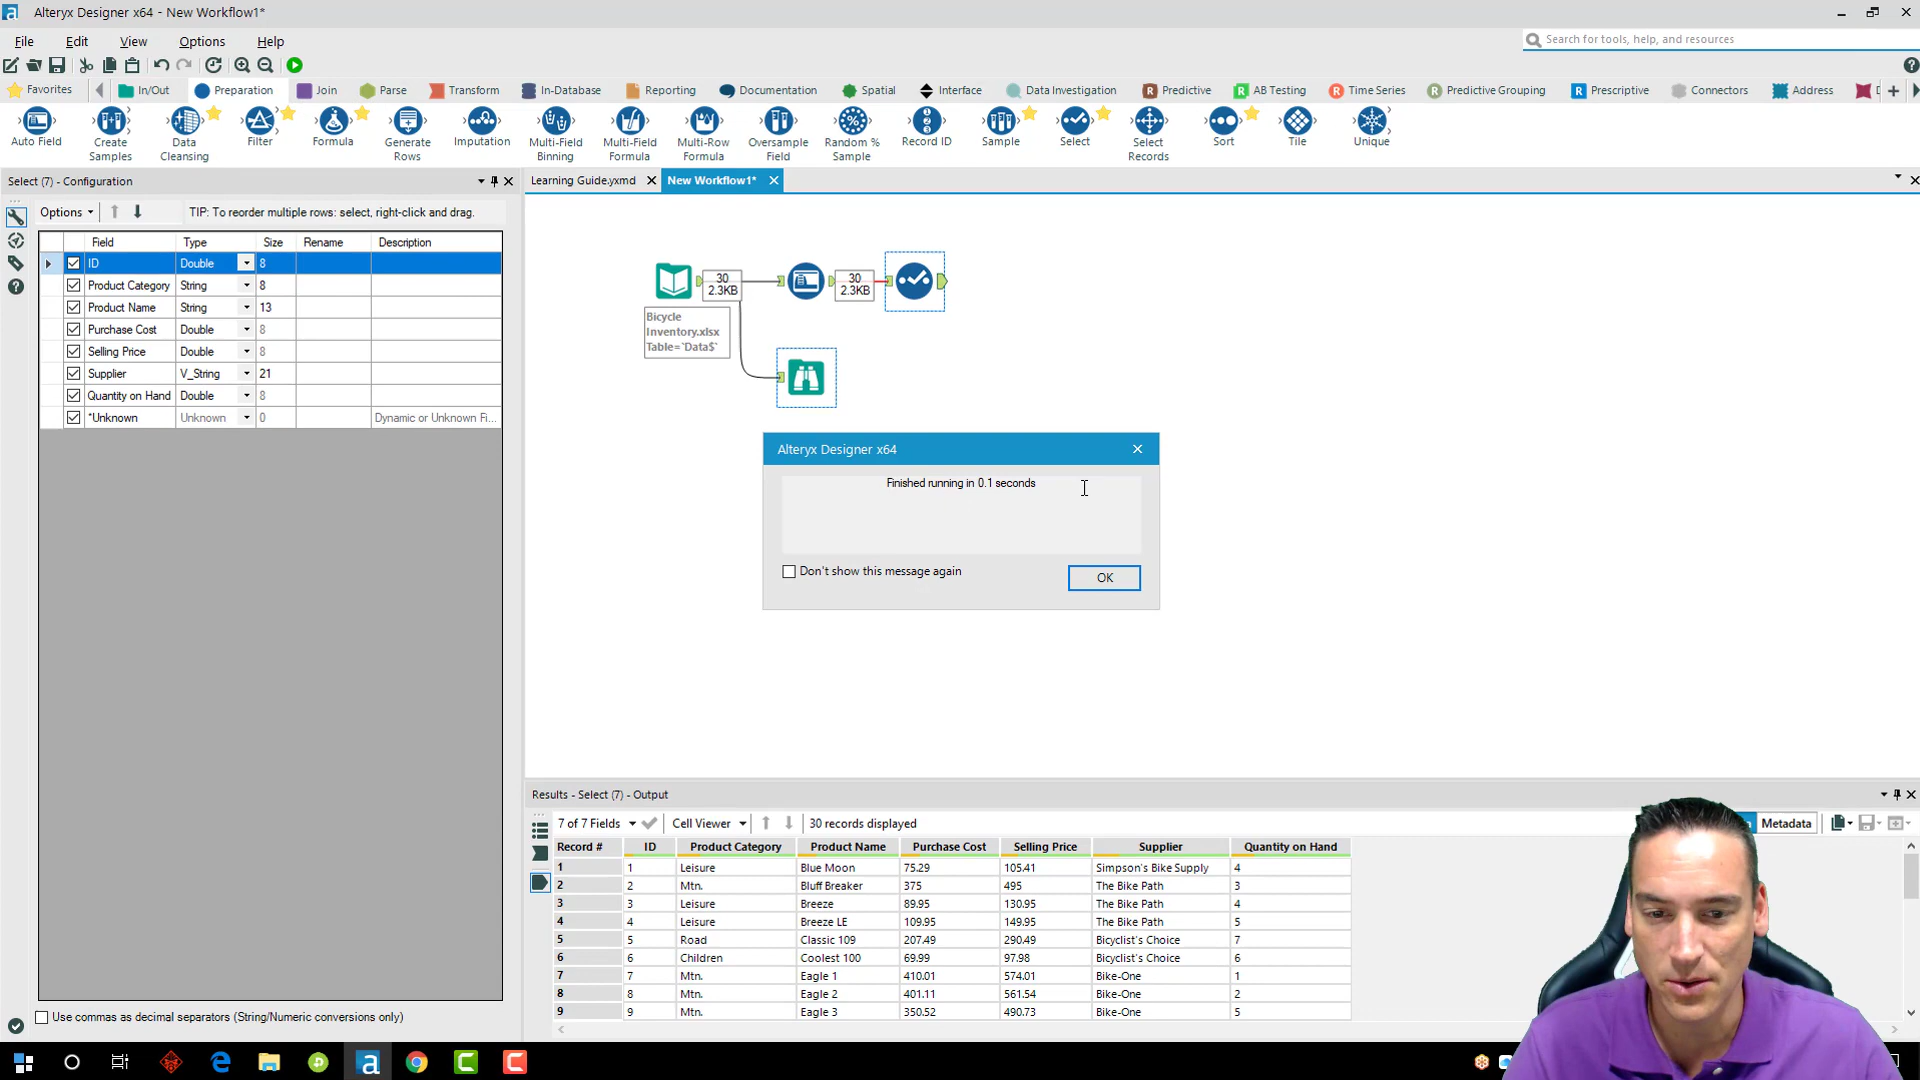 Alteryx Designer x64 - New Workflow1*
File Edit View Options Help
Search for tools, help, and resources
Favorites In/Out Preparation Join Parse Transform In-Database Reporting Documentation Spatial Interface Data Investigation Predictive AB Testing Time Series Predictive Grouping Prescriptive Connectors Address
Auto Field Create Samples Data Cleansing Filter Formula Generate Rows Imputation Multi-Field Binning Multi-Field Formula Multi-Row Formula Oversample Field Random % Sample Record ID Sample Select Select Records Sort Tile Unique
Select (7) - Configuration
Learning Guide.yxmd New Workflow1*
Options TIP: To reorder multiple rows: select, right-click and drag.
Field Type Size Rename Description
ID Double 8
Product Category String 8
Product Name String 13
Purchase Cost Double 8
Selling Price Double 8
Supplier V_String 21
Quantity on Hand Double 8
*Unknown Unknown 0 Dynamic or Unknown Fi...
Use commas as decimal separators (String/Numeric conversions only)
30
2.3KB
30
2.3KB
Bicycle
Inventory.xlsx
Table=`Data$`
Alteryx Designer x64
Finished running in 0.1 seconds
Don't show this message again
OK
Results - Select (7) - Output
7 of 7 Fields Cell Viewer 30 records displayed Metadata
Record # ID Product Category Product Name Purchase Cost Selling Price Supplier Quantity on Hand
1 1 Leisure Blue Moon 75.29 105.41 Simpson's Bike Supply 4
2 2 Mtn. Bluff Breaker 375 495 The Bike Path 3
3 3 Leisure Breeze 89.95 130.95 The Bike Path 4
4 4 Leisure Breeze LE 109.95 149.95 The Bike Path 5
5 5 Road Classic 109 207.49 290.49 Bicyclist's Choice 7
6 6 Children Coolest 100 69.99 97.98 Bicyclist's Choice 6
7 7 Mtn. Eagle 1 410.01 574.01 Bike-One 1
8 8 Mtn. Eagle 2 401.11 561.54 Bike-One 2
9 9 Mtn. Eagle 3 350.52 490.73 Bike-One 5